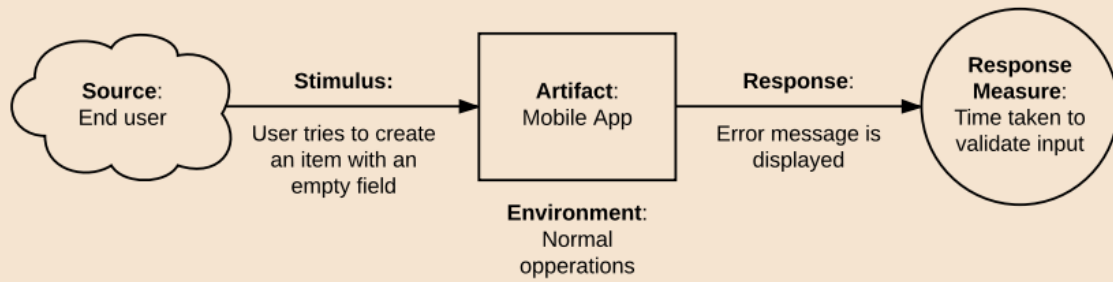 Source:
End user
Stimulus:
User tries to create
an item with an
empty field
Artifact:
Mobile App
Environment:
Normal
opperations
Response:
Error message is
displayed
Response
Measure:
Time taken to
validate input